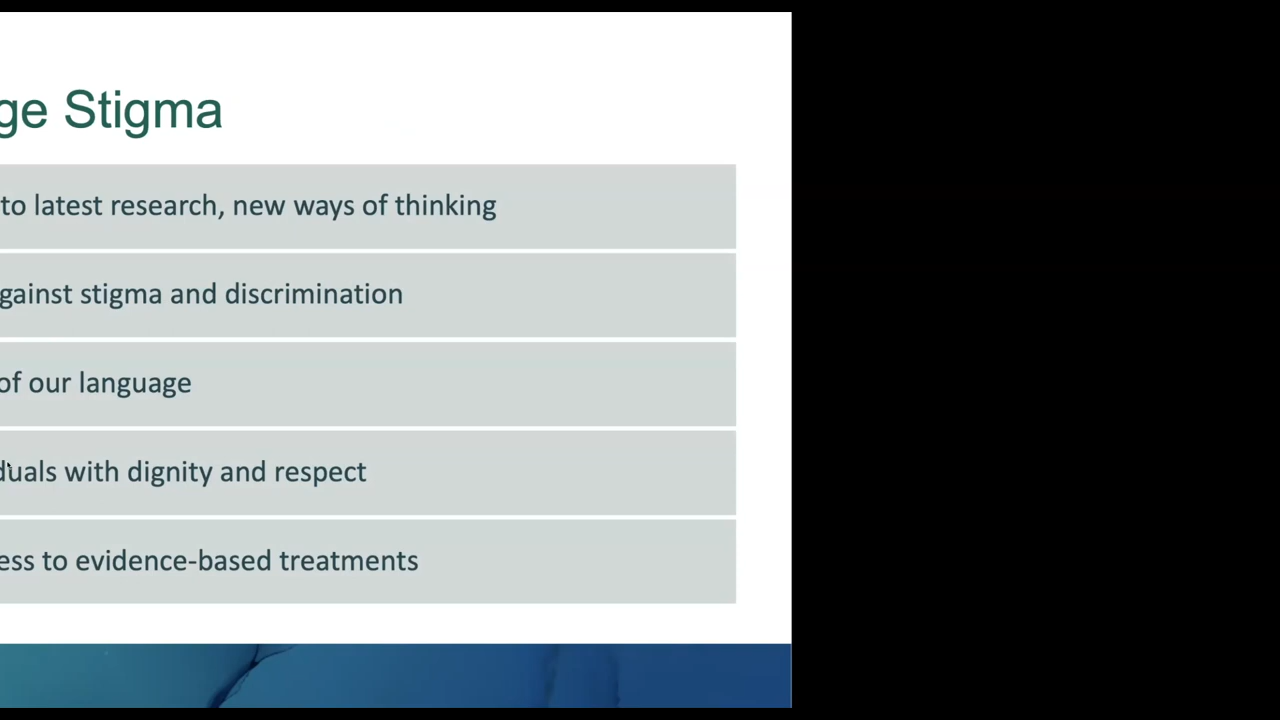 ge Stigma
to latest research, new ways of thinking
gainst stigma and discrimination
of our language
duals with dignity and respect
ess to evidence-based treatments